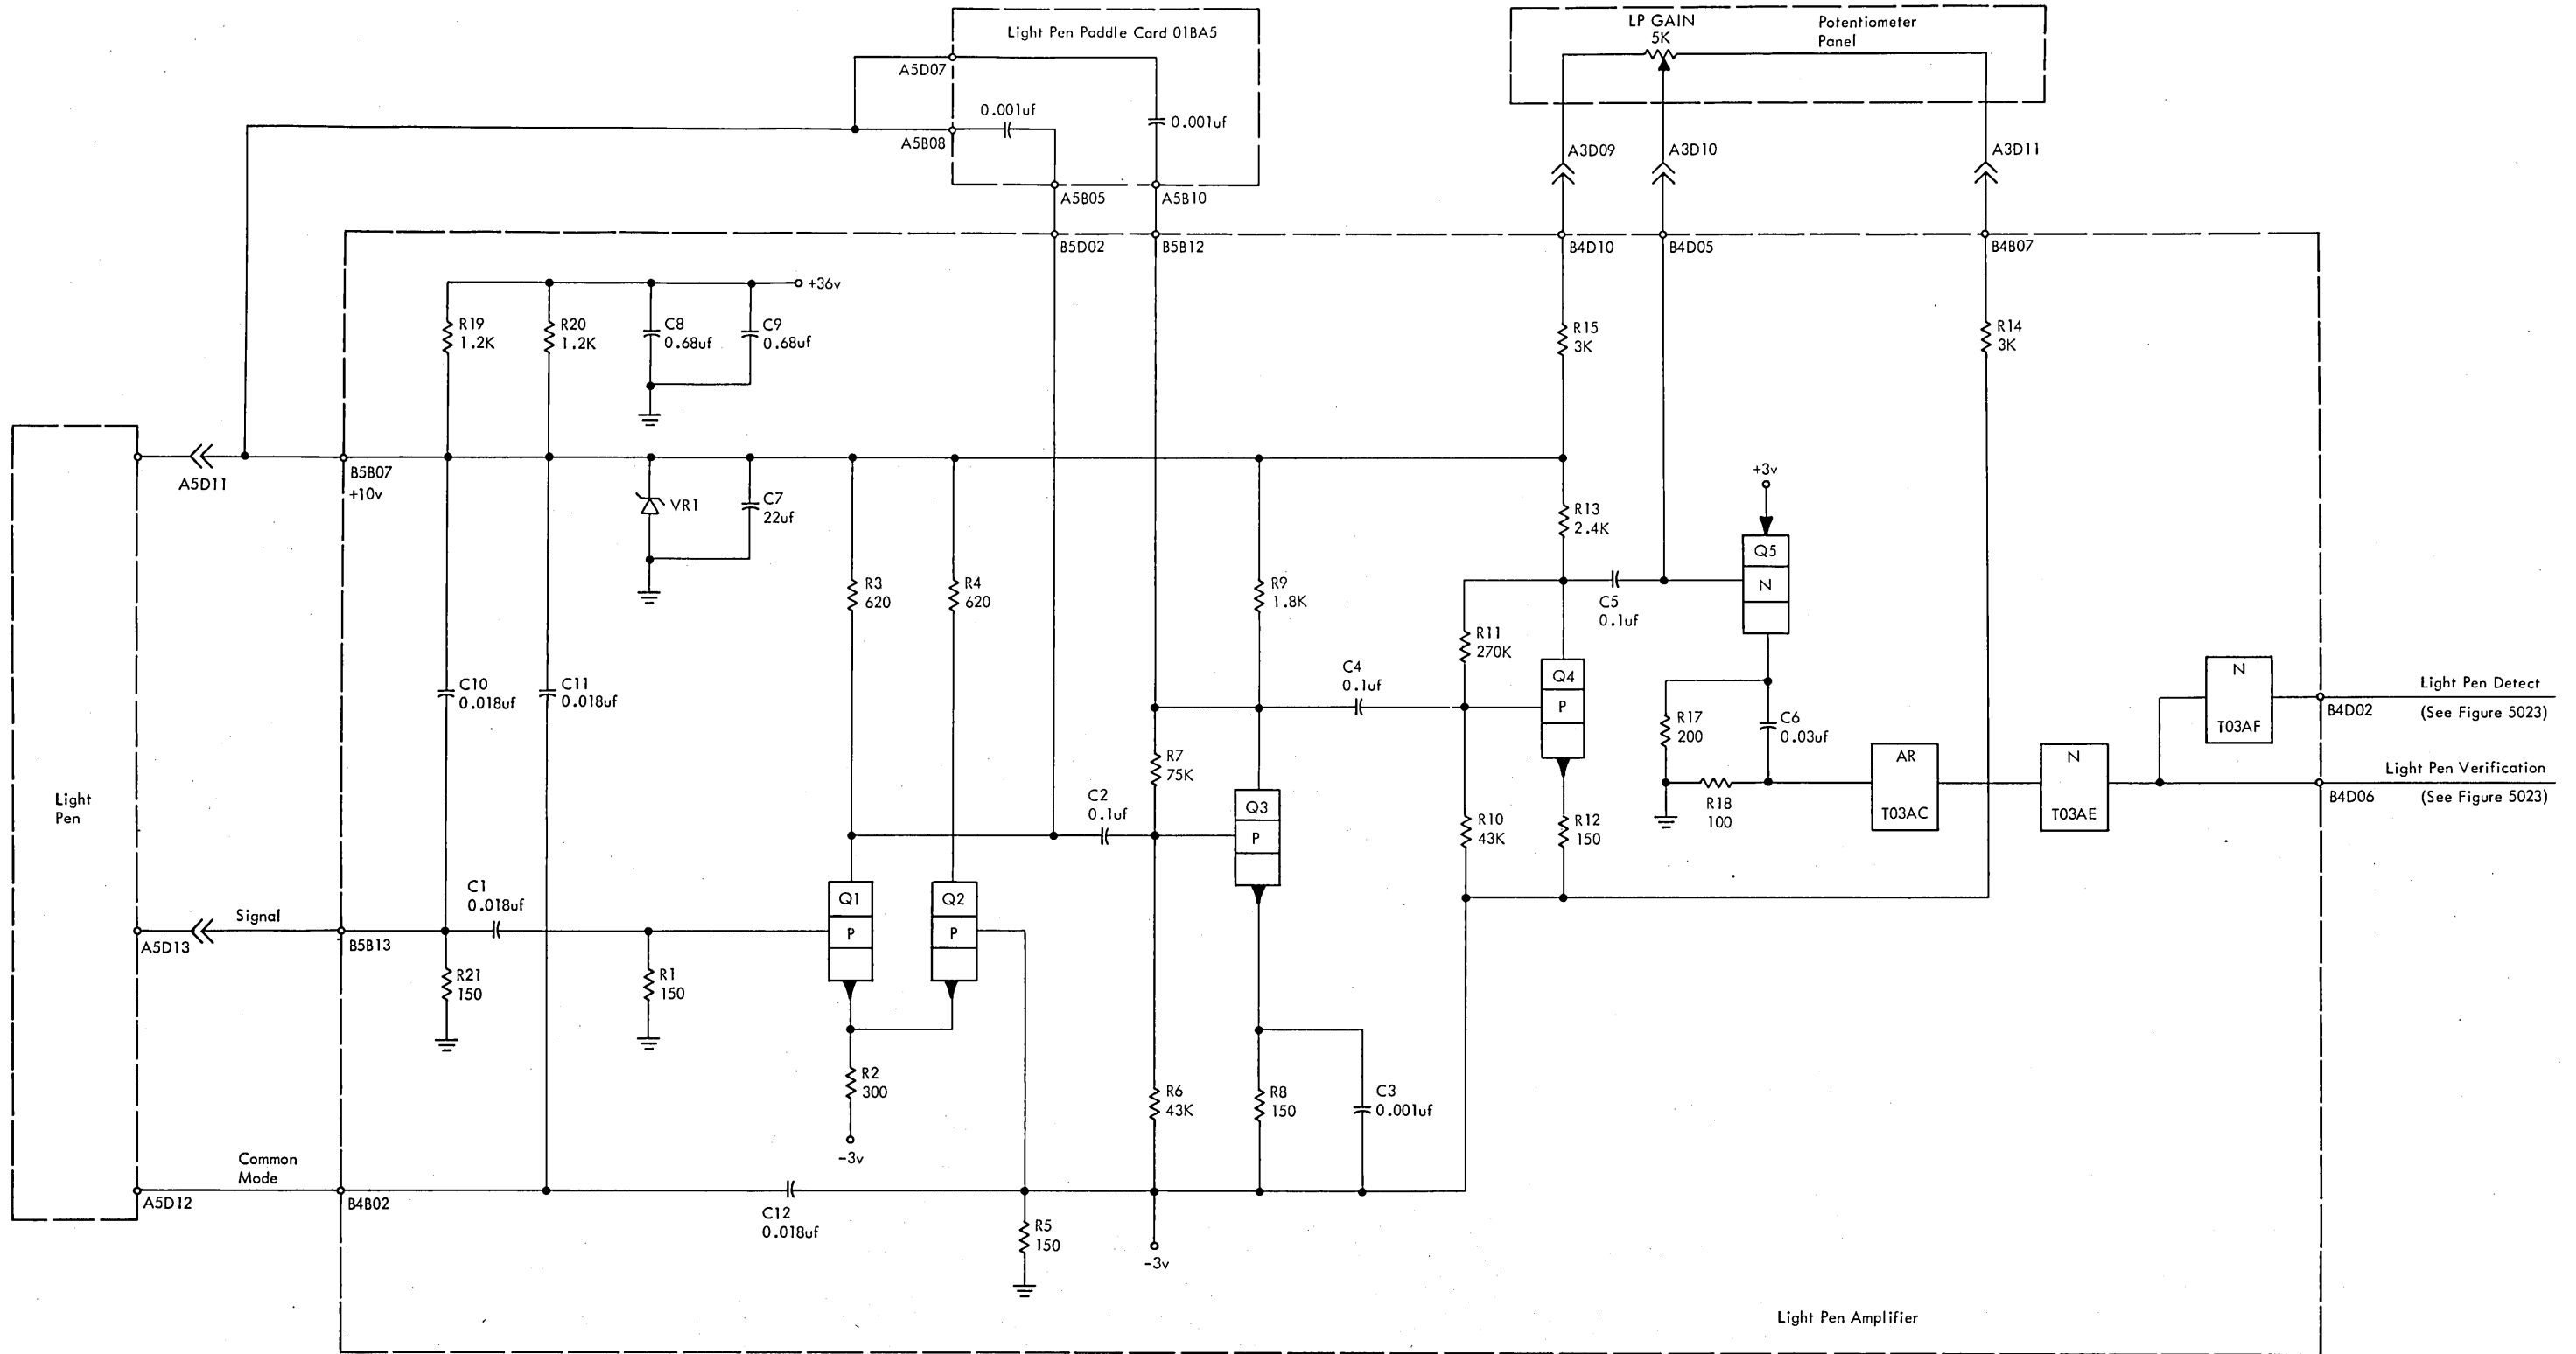 Light Pen Paddle Card 01BA5
A5D07
0.001uf
0.001uf
A5B08
A5B05
A5B10
LP GAIN
5K
Potentiometer
Panel
A3D09
A3D10
A3D11
B5D02
B5B12
B4D10
B4D05
B4B07
+36v
R19
1.2K
R20
1.2K
C8
0.68uf
C9
0.68uf
R15
3K
R14
3K
A5D11
B5B07
+10v
VR1
C7
22uf
R13
2.4K
+3v
Q5
N
R3
620
R4
620
R9
1.8K
C5
0.1uf
R11
270K
C4
0.1uf
Q4
P
C10
0.018uf
C11
0.018uf
R17
200
C6
0.03uf
N
T03AF
Light Pen Detect
B4D02
(See Figure 5023)
R7
75K
AR
T03AC
N
T03AE
Light Pen Verification
B4D06
(See Figure 5023)
Light
Pen
C2
0.1uf
Q3
P
R10
43K
R12
150
R18
100
C1
0.018uf
Signal
A5D13
B5B13
Q1
P
Q2
P
R21
150
R1
150
R2
300
-3v
R6
43K
R8
150
C3
0.001uf
Common
Mode
A5D12
B4B02
C12
0.018uf
R5
150
-3v
Light Pen Amplifier